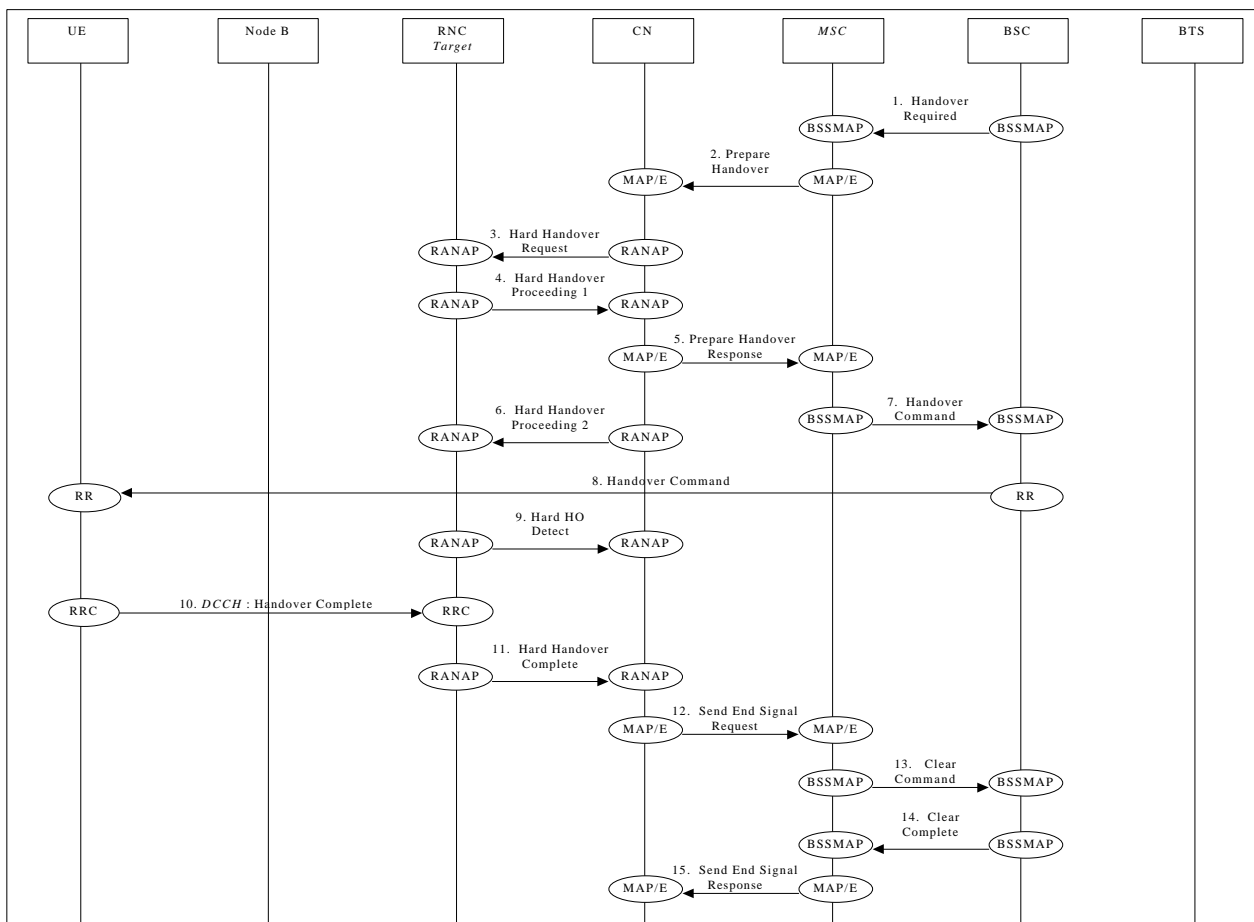 UE
Node B
RNC
Target
CN
MSC
BSC
BTS
1. Handover
Required
BSSMAP
BSSMAP
2. Prepare
Handover
MAP/E
MAP/E
3. Hard Handover
Request
RANAP
RANAP
4. Hard Handover
Proceeding 1
RANAP
RANAP
5. Prepare Handover
Response
MAP/E
MAP/E
7. Handover
Command
BSSMAP
BSSMAP
6. Hard Handover
Proceeding 2
RANAP
RANAP
8. Handover Command
RR
RR
9. Hard HO
Detect
RANAP
RANAP
10. DCCH : Handover Complete
RRC
RRC
11. Hard Handover
Complete
RANAP
RANAP
12. Send End Signal
Request
MAP/E
MAP/E
13. Clear
Command
BSSMAP
BSSMAP
14. Clear
Complete
BSSMAP
BSSMAP
15. Send End Signal
Response
MAP/E
MAP/E